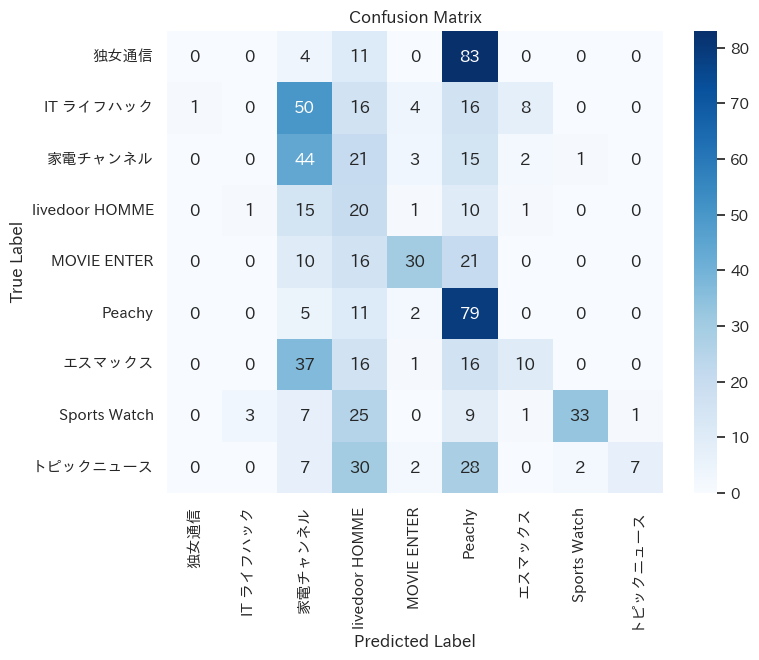 Confusion Matrix
True Label
独女通信 0 0 4 11 0 83 0 0 0
IT ライフハック 1 0 50 16 4 16 8 0 0
家電チャンネル 0 0 44 21 3 15 2 1 0
livedoor HOMME 0 1 15 20 1 10 1 0 0
MOVIE ENTER 0 0 10 16 30 21 0 0 0
Peachy 0 0 5 11 2 79 0 0 0
エスマックス 0 0 37 16 1 16 10 0 0
Sports Watch 0 3 7 25 0 9 1 33 1
トピックニュース 0 0 7 30 2 28 0 2 7
独女通信
IT ライフハック
家電チャンネル
livedoor HOMME
MOVIE ENTER
Peachy
エスマックス
Sports Watch
トピックニュース
Predicted Label
80
70
60
50
40
30
20
10
0